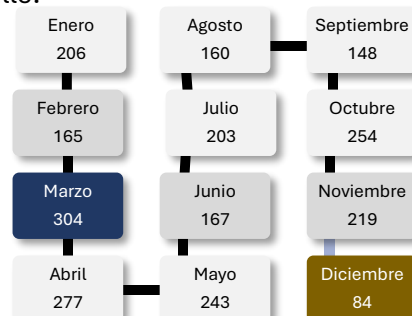 Enero
206
Febrero
165
Marzo
304
Abril
277
Mayo
243
Junio
167
Julio
203
Agosto
160
Septiembre
148
Octubre
254
Noviembre
219
Diciembre
84